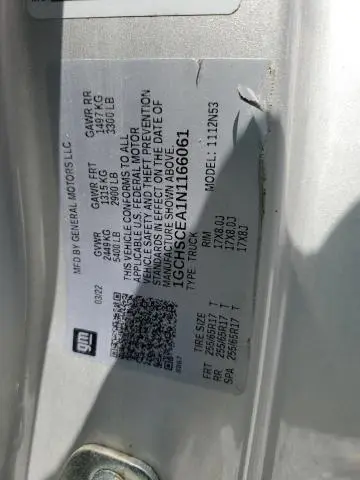 MFD BY GENERAL MOTORS LLC
03/22
GVWR GAWR FRT GAWR RR
2449 KG 1315 KG 1497 KG
5400 LB 2900 LB 3300 LB
THIS VEHICLE CONFORMS TO ALL
APPLICABLE U.S. FEDERAL MOTOR
VEHICLE SAFETY AND THEFT PREVENTION
STANDARDS IN EFFECT ON THE DATE OF
MANUFACTURE SHOWN ABOVE.
1GCHSCEA1N1166061
TYPE: TRUCK MODEL: 1112N53
TIRE SIZE RIM
FRT 255/65R17 T 17X8.0J
RR 255/65R17 T 17X8.0J
SPA 255/65R17 T 17X8J
gm